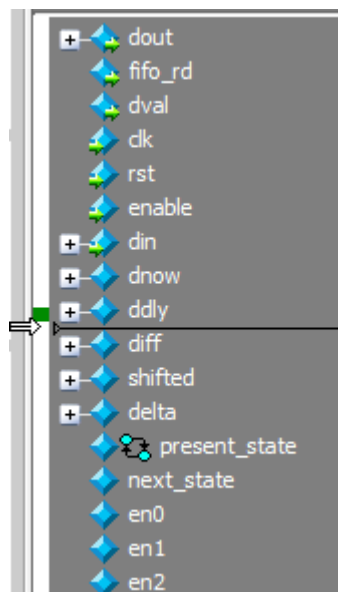 dout
fifo_rd
dval
clk
rst
enable
din
dnow
ddly
diff
shifted
delta
present_state
next_state
en0
en1
en2